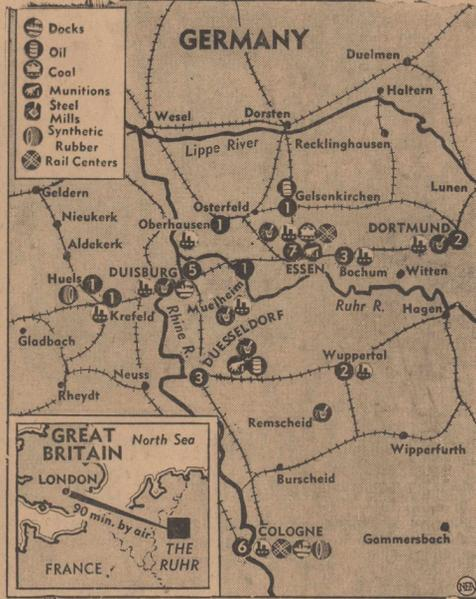 Docks
Oil
Coal
Munitions
Steel
Mills
Synthetic
Rubber
Rail Centers
GERMANY
Duelmen
Haltern
Wesel
Dorsten
Lippe River
Recklinghausen
Lunen
Geldern
Gelsenkirchen
1
Nieukerk
Osterfeld
1
Oberhausen
DORTMUND
2
Aldekerk
7
ESSEN
3
Bochum
Witten
Huels
1
DUISBURG
5
1
1
Krefeld
Muelheim
Rhine R.
Ruhr R.
Hagen
Gladbach
DUESSELDORF
Wuppertal
2
Neuss
3
Rheydt
Remscheid
Wipperfurth
Burscheid
GREAT
BRITAIN
North Sea
LONDON
90 min. by air
THE
RUHR
FRANCE
COLOGNE
6
Gammersbach
NEA